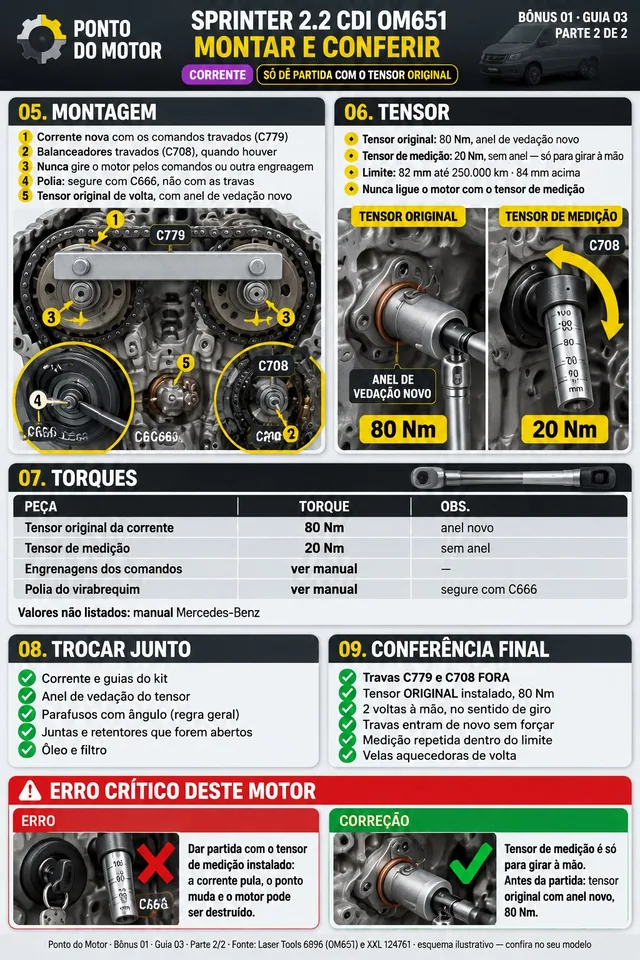 PONTO
DO MOTOR
SPRINTER 2.2 CDI OM651
MONTAR E CONFERIR
CORRENTE
SÓ DÊ PARTIDA COM O TENSOR ORIGINAL
BÔNUS 01 · GUIA 03
PARTE 2 DE 2
05. MONTAGEM
1 Corrente nova com os comandos travados (C779)
2 Balanceadores travados (C708), quando houver
3 Nunca gire o motor pelos comandos ou outra engreagem
4 Polia: segure com C666, não com as travas
5 Tensor original de volta, com anel de vedação novo
1
C779
3
3
5
C708
4
2
06. TENSOR
Tensor original: 80 Nm, anel de vedação novo
Tensor de medição: 20 Nm, sem anel — só para girar à mão
Limite: 82 mm até 250.000 km · 84 mm acima
Nunca ligue o motor com o tensor de medição
TENSOR ORIGINAL
TENSOR DE MEDIÇÃO
C708
80
mm
ANEL DE
VEDAÇÃO NOVO
80 Nm
20 Nm
07. TORQUES
PEÇA TORQUE OBS.
Tensor original da corrente 80 Nm anel novo
Tensor de medição 20 Nm sem anel
Engrenagens dos comandos ver manual —
Polia do virabrequim ver manual segure com C666
Valores não listados: manual Mercedes-Benz
08. TROCAR JUNTO
Corrente e guias do kit
Anel de vedação do tensor
Parafusos com ângulo (regra geral)
Juntas e retentores que forem abertos
Óleo e filtro
09. CONFERÊNCIA FINAL
Travas C779 e C708 FORA
Tensor ORIGINAL instalado, 80 Nm
2 voltas à mão, no sentido de giro
Travas entram de novo sem forçar
Medição repetida dentro do limite
Velas aquecedoras de volta
ERRO CRÍTICO DESTE MOTOR
ERRO
Dar partida com o tensor
de medição instalado:
a corrente pula, o ponto
muda e o motor pode
ser destruído.
CORREÇÃO
Tensor de medição é só
para girar à mão.
Antes da partida: tensor
original com anel novo,
80 Nm.
Ponto do Motor · Bônus 01 · Guia 03 · Parte 2/2 · Fonte: Laser Tools 6896 (OM651) e XXL 124761 · esquema ilustrativo — confira no seu modelo